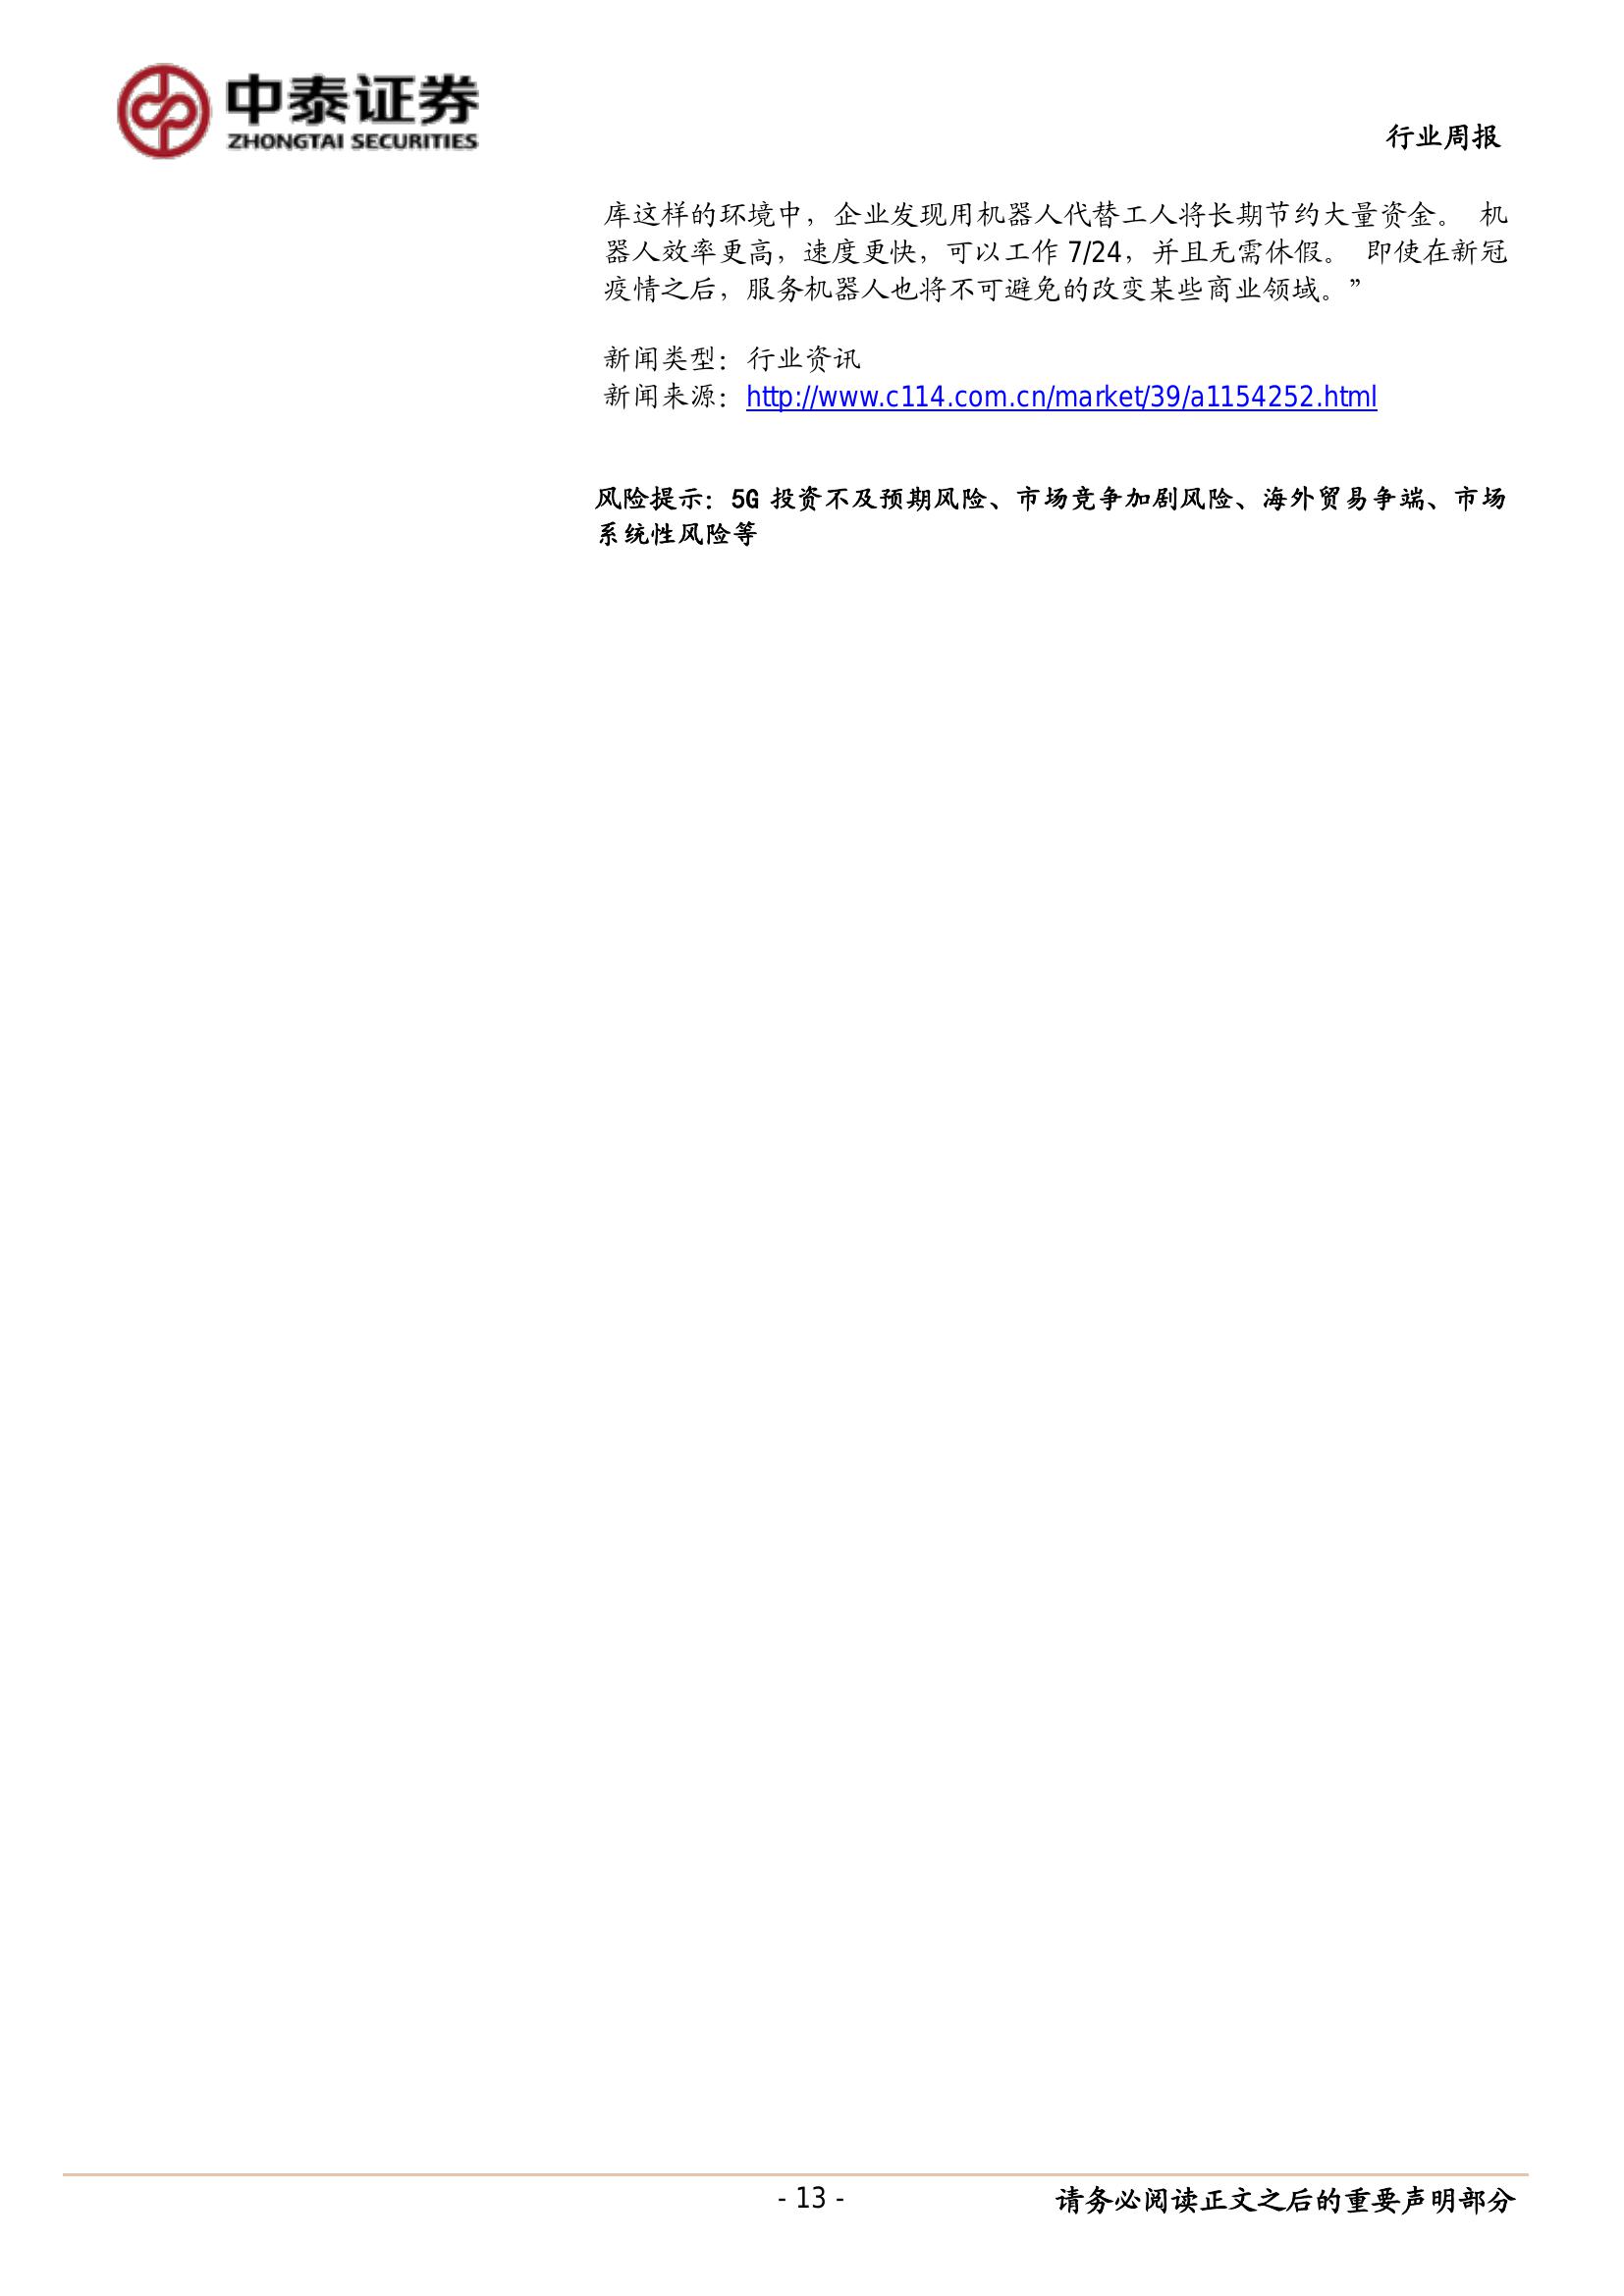 中泰证券
ZHONGTAI SECURITIES
行业周报
库这样的环境中，企业发现用机器人代替工人将长期节约大量资金。 机
器人效率更高，速度更快，可以工作 7/24，并且无需休假。 即使在新冠
疫情之后，服务机器人也将不可避免的改变某些商业领域。”
新闻类型：行业资讯
新闻来源：http://www.c114.com.cn/market/39/a1154252.html
风险提示：5G 投资不及预期风险、市场竞争加剧风险、海外贸易争端、市场
系统性风险等
- 13 -
请务必阅读正文之后的重要声明部分